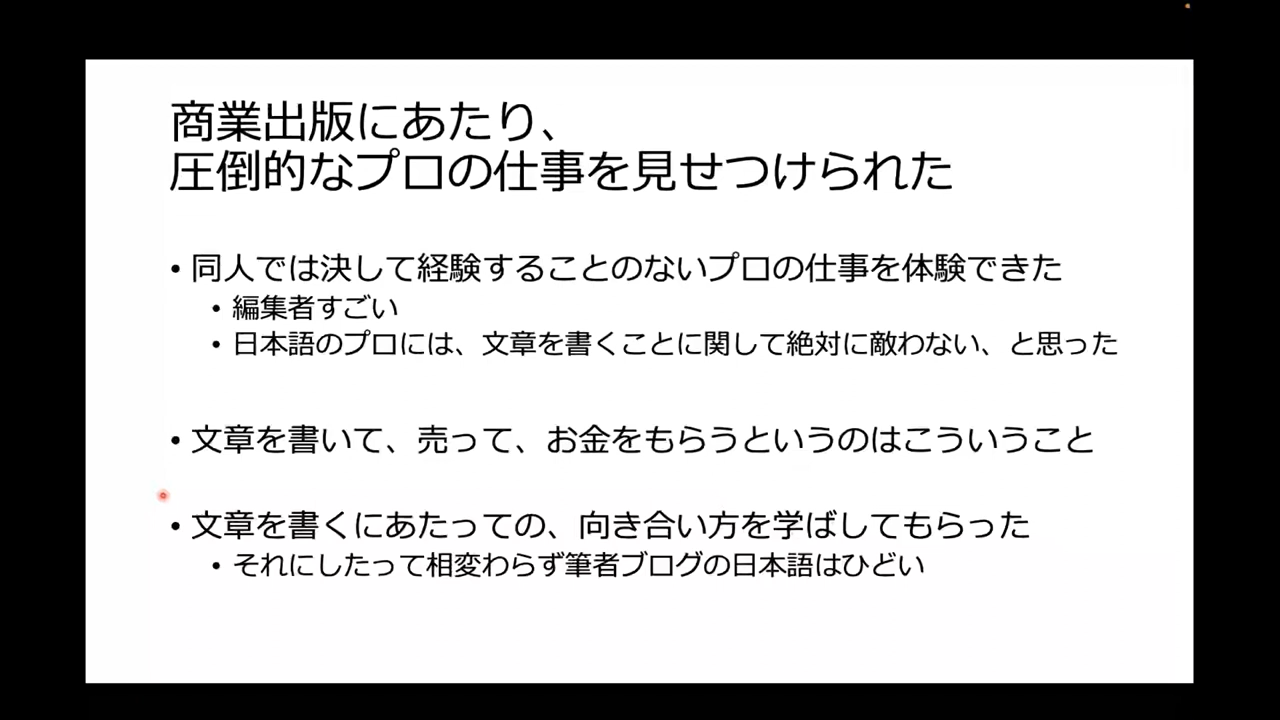 商業出版にあたり、
圧倒的なプロの仕事を見せつけられた
• 同人では決して経験することのないプロの仕事を体験できた
• 編集者すごい
• 日本語のプロには、文章を書くことに関して絶対に敵わない、と思った
• 文章を書いて、売って、お金をもらうというのはこういうこと
• 文章を書くにあたっての、向き合い方を学ばしてもらった
• それにしたって相変わらず筆者ブログの日本語はひどい